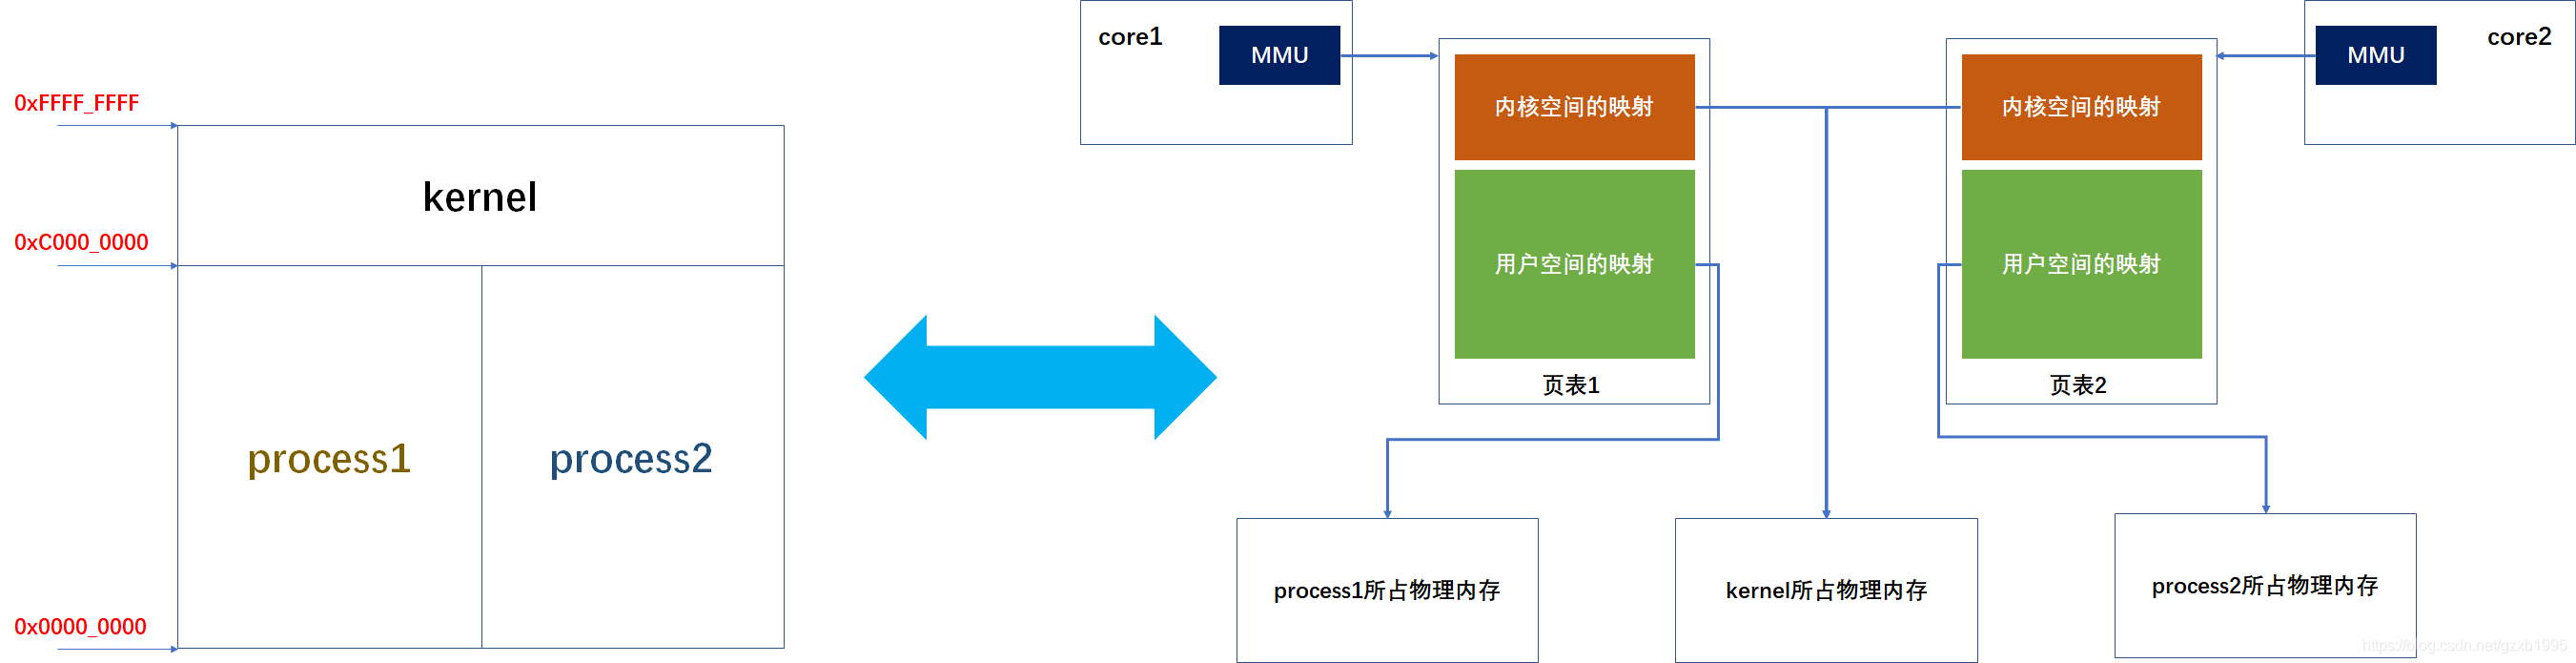 0xFFFF_FFFF
kernel
0xC000_0000
process1
process2
0x0000_0000
core1
MMU
内核空间的映射
用户空间的映射
页表1
MMU
core2
内核空间的映射
用户空间的映射
页表2
process1所占物理内存
kernel所占物理内存
process2所占物理内存
https://blog.csdn.net/gzxb1995